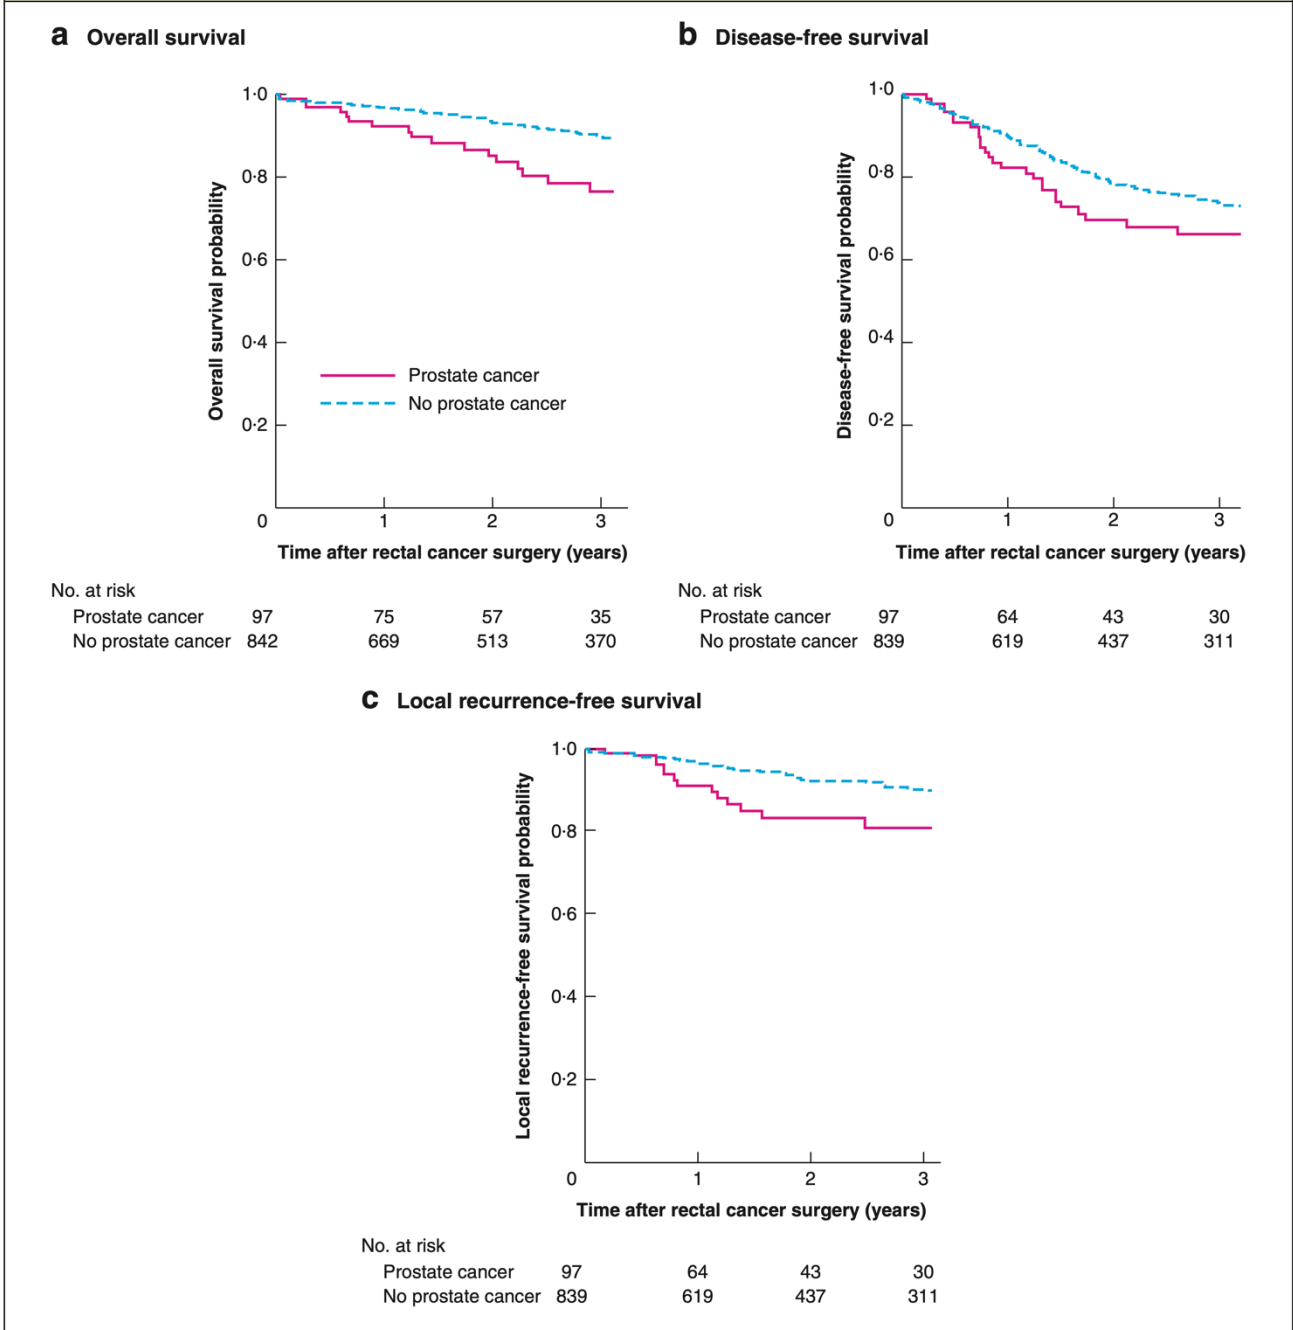 a Overall survival
1·0
0·8
0·6
0·4
0·2
0
Overall survival probability
Prostate cancer
No prostate cancer
1 2 3
Time after rectal cancer surgery (years)
No. at risk
Prostate cancer 97 75 57 35
No prostate cancer 842 669 513 370
b Disease-free survival
1·0
0·8
0·6
0·4
0·2
0
Disease-free survival probability
1 2 3
Time after rectal cancer surgery (years)
No. at risk
Prostate cancer 97 64 43 30
No prostate cancer 839 619 437 311
c Local recurrence-free survival
1·0
0·8
0·6
0·4
0·2
0
Local recurrence-free survival probability
1 2 3
Time after rectal cancer surgery (years)
No. at risk
Prostate cancer 97 64 43 30
No prostate cancer 839 619 437 311